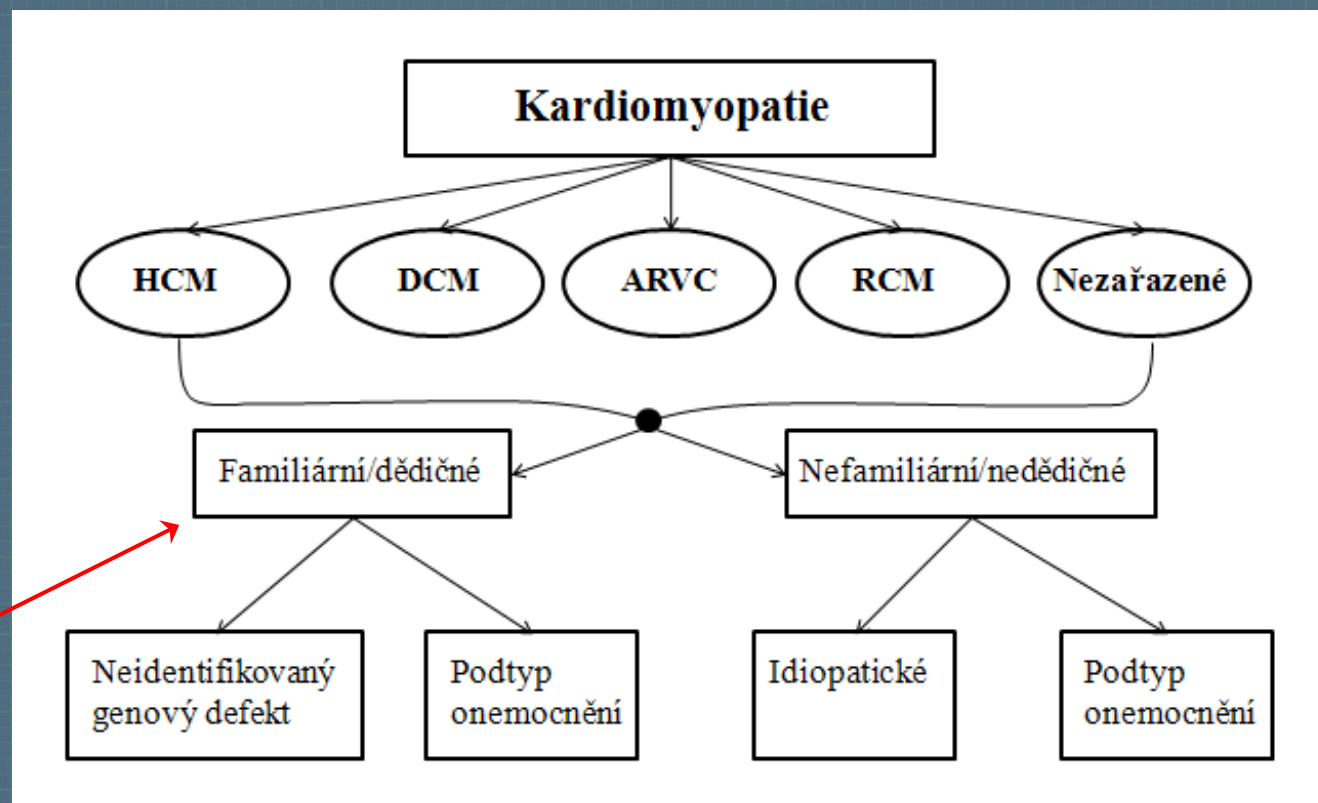 Kardiomyopatie
HCM
DCM
ARVC
RCM
Nezařazené
Familiární/dědičné
Nefamiliární/nedědičné
Neidentifikovaný
genový defekt
Podtyp
onemocnění
Idiopatické
Podtyp
onemocnění